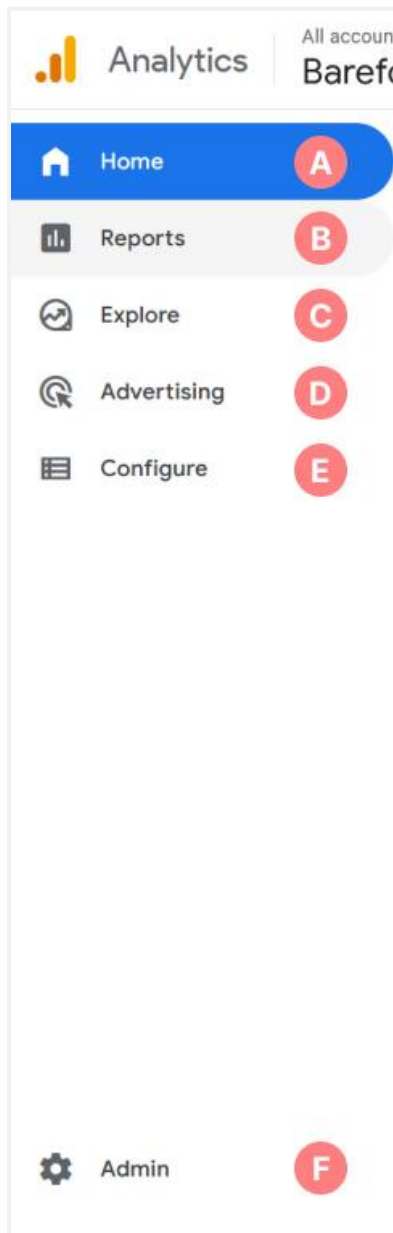 Analytics
All accoun
Barefo
Home A
Reports B
Explore C
Advertising D
Configure E
Admin F